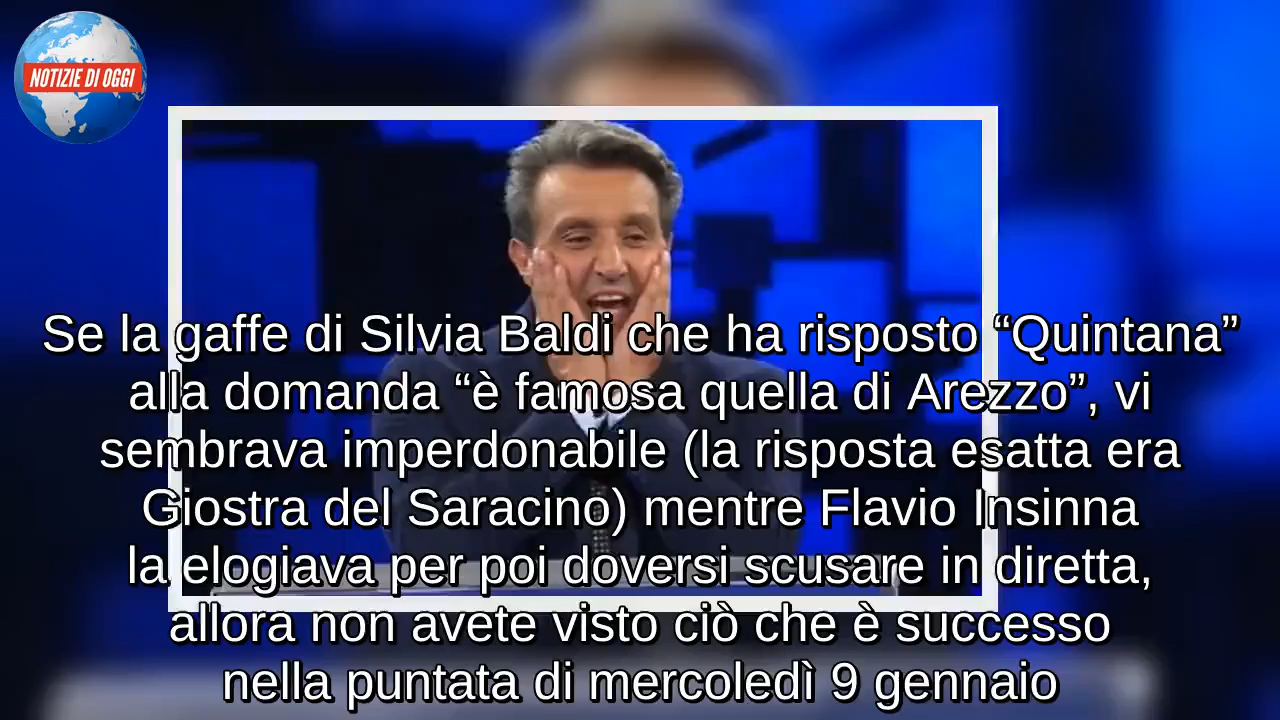 NOTIZIE DI OGGI
Se la gaffe di Silvia Baldi che ha risposto “Quintana”
alla domanda “è famosa quella di Arezzo”, vi
sembrava imperdonabile (la risposta esatta era
Giostra del Saracino) mentre Flavio Insinna
la elogiava per poi doversi scusare in diretta,
allora non avete visto ciò che è successo
nella puntata di mercoledì 9 gennaio